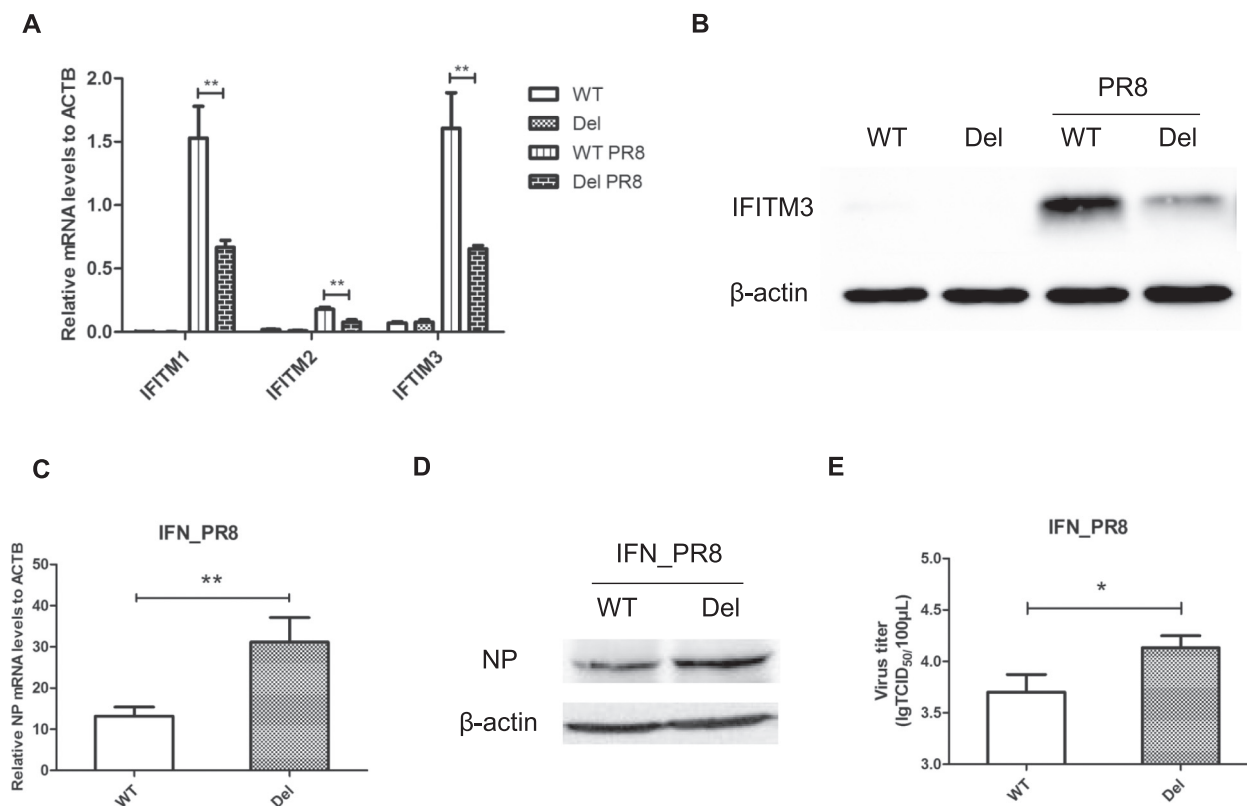 A
Relative mRNA levels to ACTB
2.0
1.5
1.0
0.5
0.0
**
**
**
IFITM1
IFITM2
IFTIM3
WT
Del
WT PR8
Del PR8
B
PR8
WT Del WT Del
IFITM3
β-actin
C
IFN_PR8
Relative NP mRNA levels to ACTB
50
40
30
20
10
0
**
WT
Del
D
IFN_PR8
WT Del
NP
β-actin
E
IFN_PR8
Virus titer
(lgTCID50/100μL)
5.0
4.5
4.0
3.5
3.0
*
WT
Del